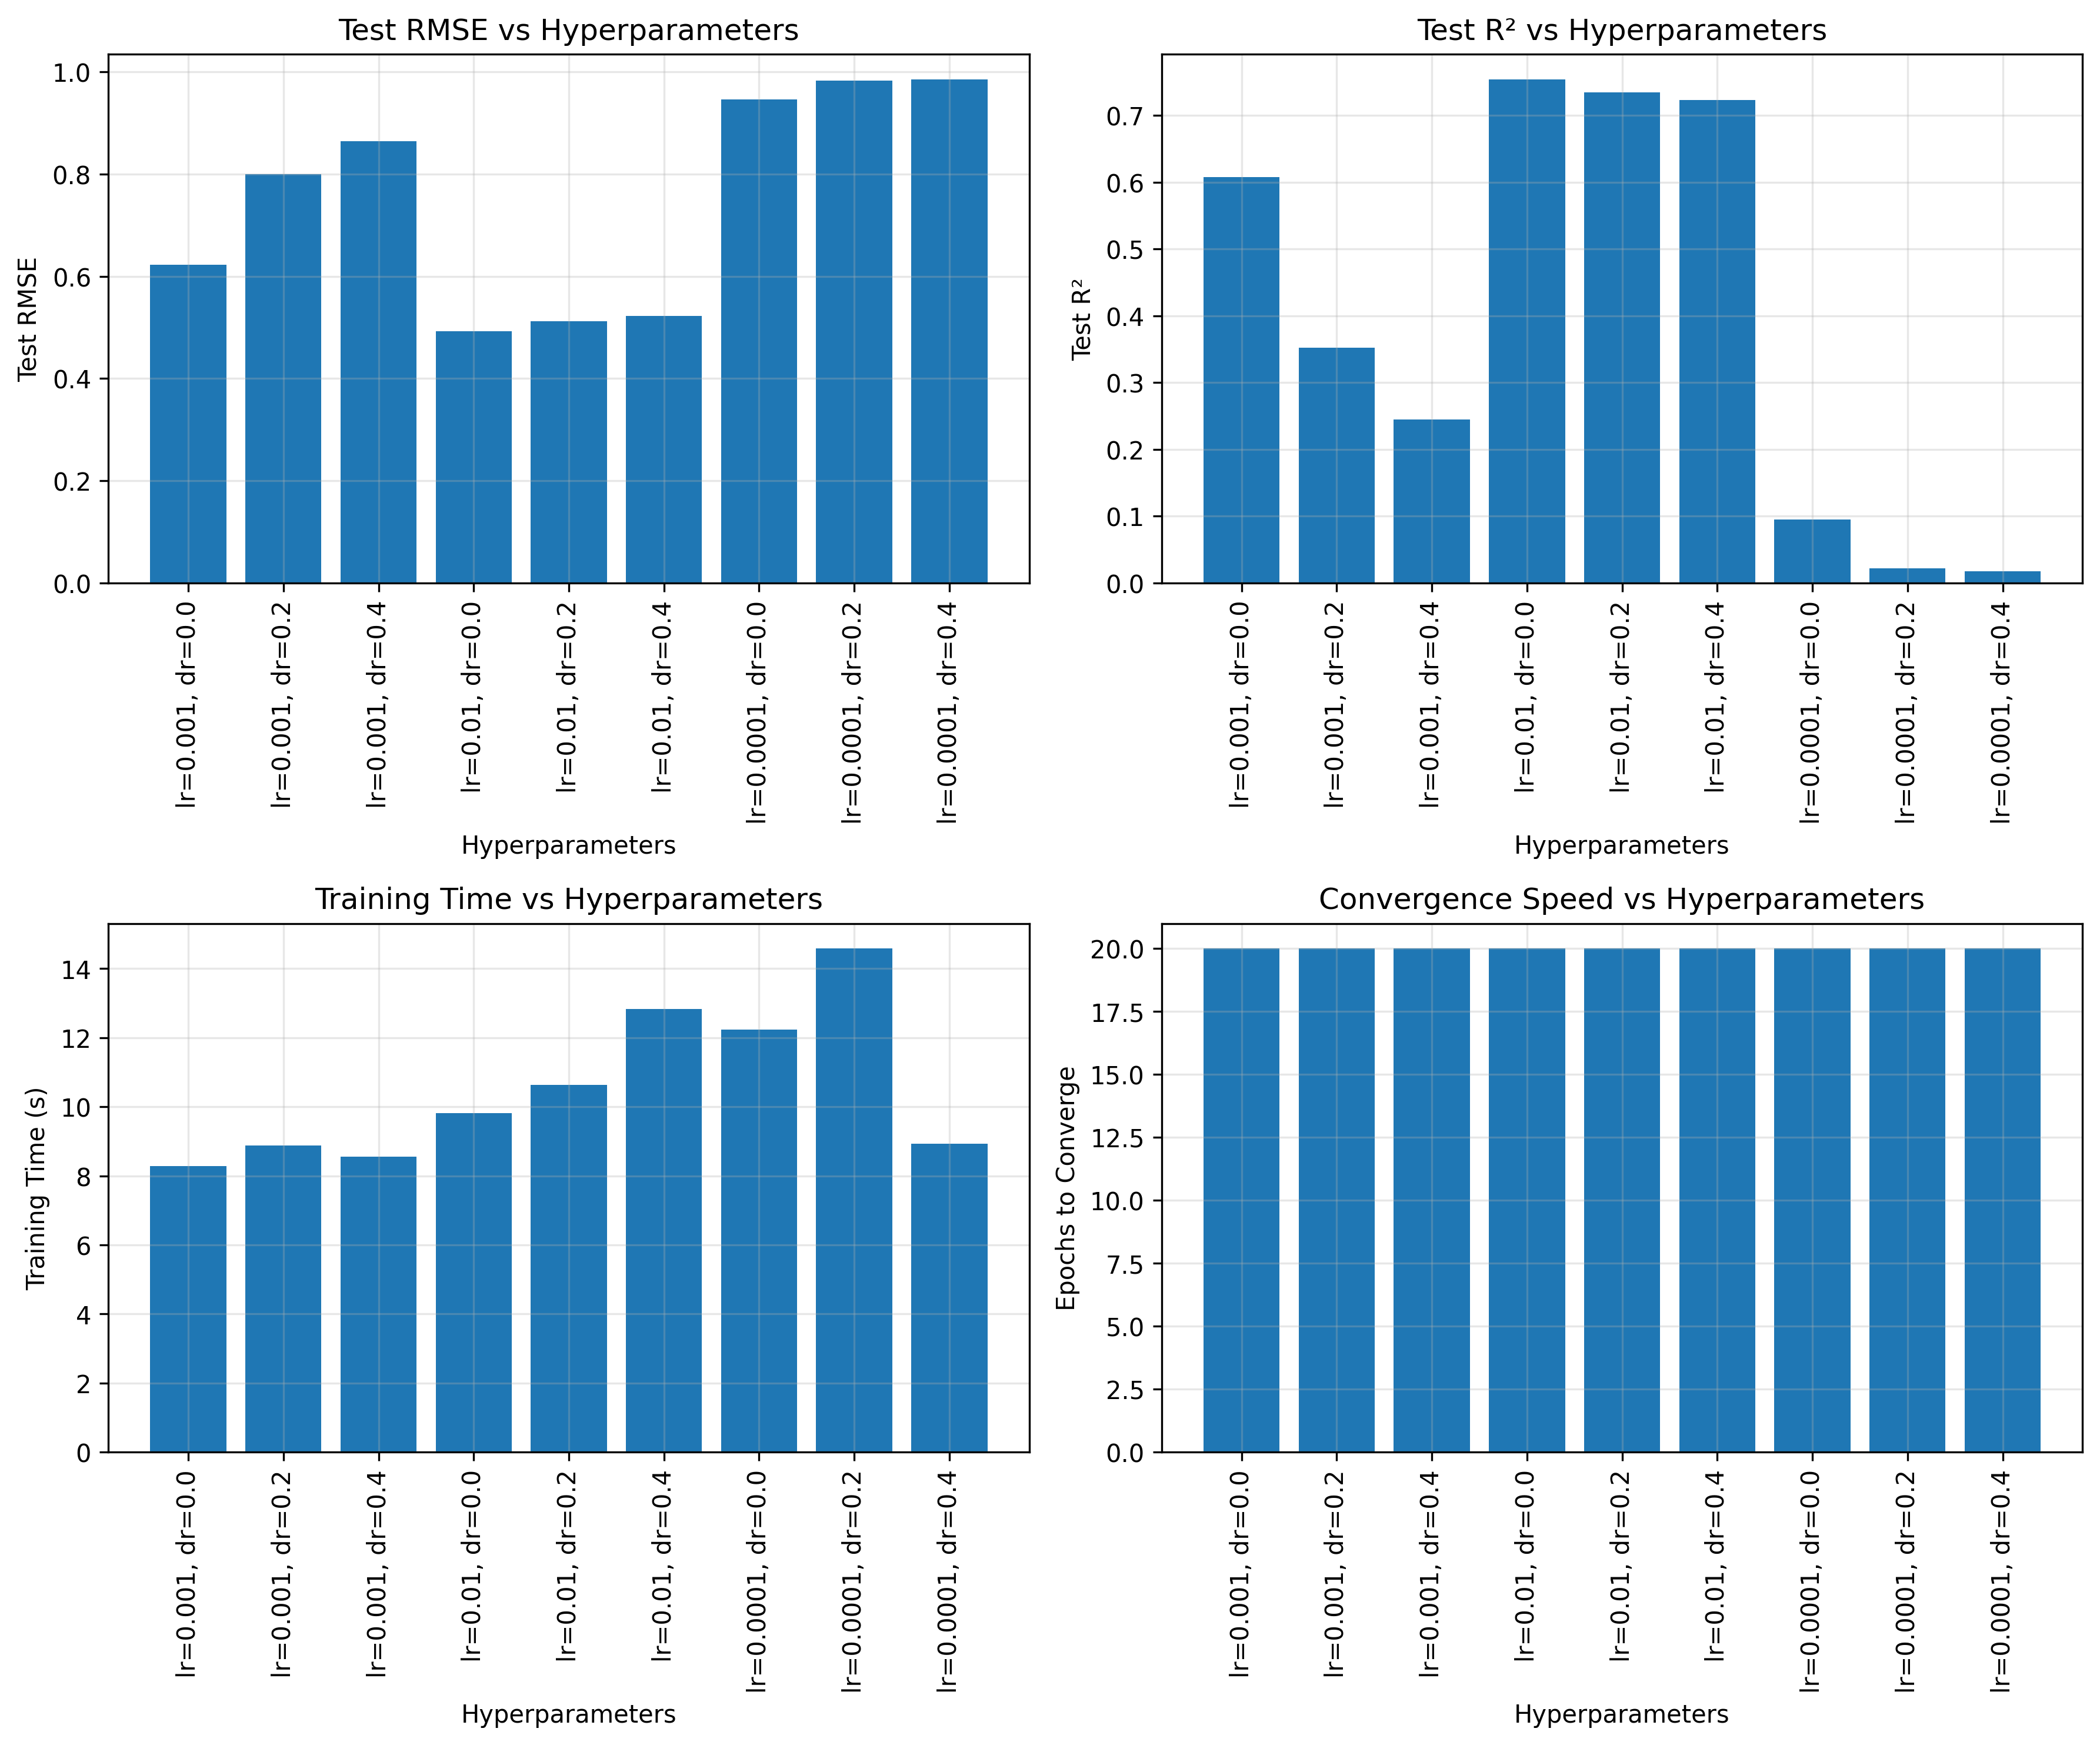 Test RMSE vs Hyperparameters
Test RMSE
1.0
0.8
0.6
0.4
0.2
0.0
lr=0.001, dr=0.0
lr=0.001, dr=0.2
lr=0.001, dr=0.4
lr=0.01, dr=0.0
lr=0.01, dr=0.2
lr=0.01, dr=0.4
lr=0.0001, dr=0.0
lr=0.0001, dr=0.2
lr=0.0001, dr=0.4
Hyperparameters
Test R² vs Hyperparameters
Test R²
0.7
0.6
0.5
0.4
0.3
0.2
0.1
0.0
lr=0.001, dr=0.0
lr=0.001, dr=0.2
lr=0.001, dr=0.4
lr=0.01, dr=0.0
lr=0.01, dr=0.2
lr=0.01, dr=0.4
lr=0.0001, dr=0.0
lr=0.0001, dr=0.2
lr=0.0001, dr=0.4
Hyperparameters
Training Time vs Hyperparameters
Training Time (s)
14
12
10
8
6
4
2
0
lr=0.001, dr=0.0
lr=0.001, dr=0.2
lr=0.001, dr=0.4
lr=0.01, dr=0.0
lr=0.01, dr=0.2
lr=0.01, dr=0.4
lr=0.0001, dr=0.0
lr=0.0001, dr=0.2
lr=0.0001, dr=0.4
Hyperparameters
Convergence Speed vs Hyperparameters
Epochs to Converge
20.0
17.5
15.0
12.5
10.0
7.5
5.0
2.5
0.0
lr=0.001, dr=0.0
lr=0.001, dr=0.2
lr=0.001, dr=0.4
lr=0.01, dr=0.0
lr=0.01, dr=0.2
lr=0.01, dr=0.4
lr=0.0001, dr=0.0
lr=0.0001, dr=0.2
lr=0.0001, dr=0.4
Hyperparameters